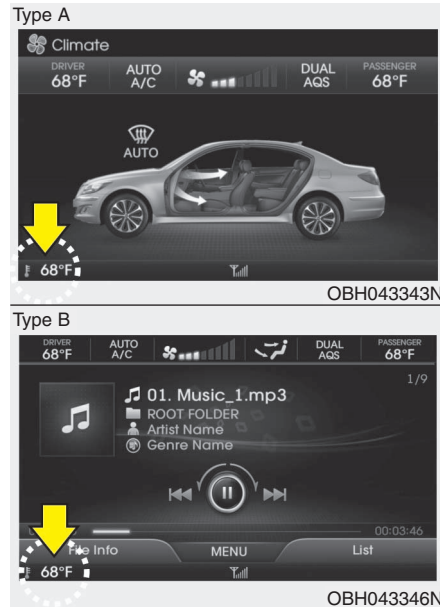 Type A
Climate
DRIVER 68°F AUTO A/C DUAL AQS PASSENGER 68°F
AUTO
68°F
OBH043343N
Type B
DRIVER 68°F AUTO A/C DUAL AQS PASSENGER 68°F
1/9
01. Music_1.mp3
ROOT FOLDER
Artist Name
Genre Name
00:03:46
File Info MENU List
68°F
OBH043346N